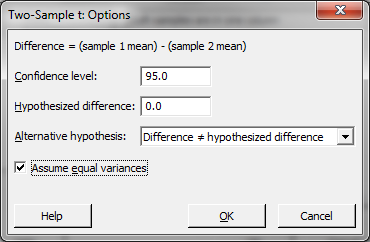 Two-Sample t: Options
Difference = (sample 1 mean) - (sample 2 mean)
Confidence level: 95.0
Hypothesized difference: 0.0
Alternative hypothesis: Difference ≠ hypothesized difference
Assume equal variances
Help OK Cancel